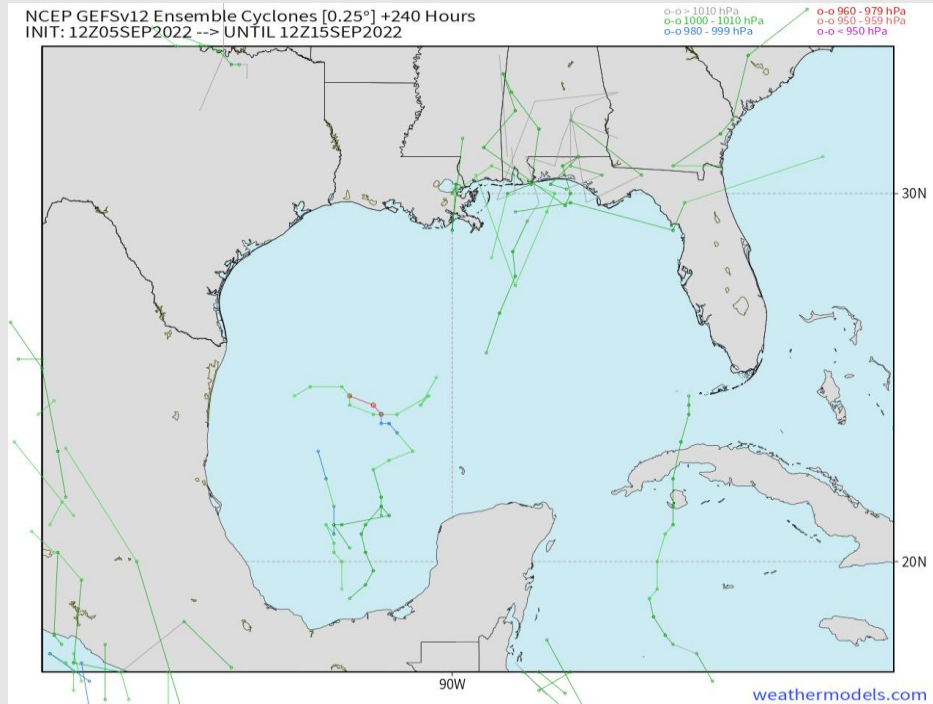 NCEP GEFSv12 Ensemble Cyclones [0.25°] +240 Hours
INIT: 12Z05SEP2022 --> UNTIL 12Z15SEP2022
o-o > 1010 hPa
o-o 1000 - 1010 hPa
o-o 980 - 999 hPa
o-o 960 - 979 hPa
o-o 950 - 959 hPa
o-o < 950 hPa
30N
20N
90W
weathermodels.com